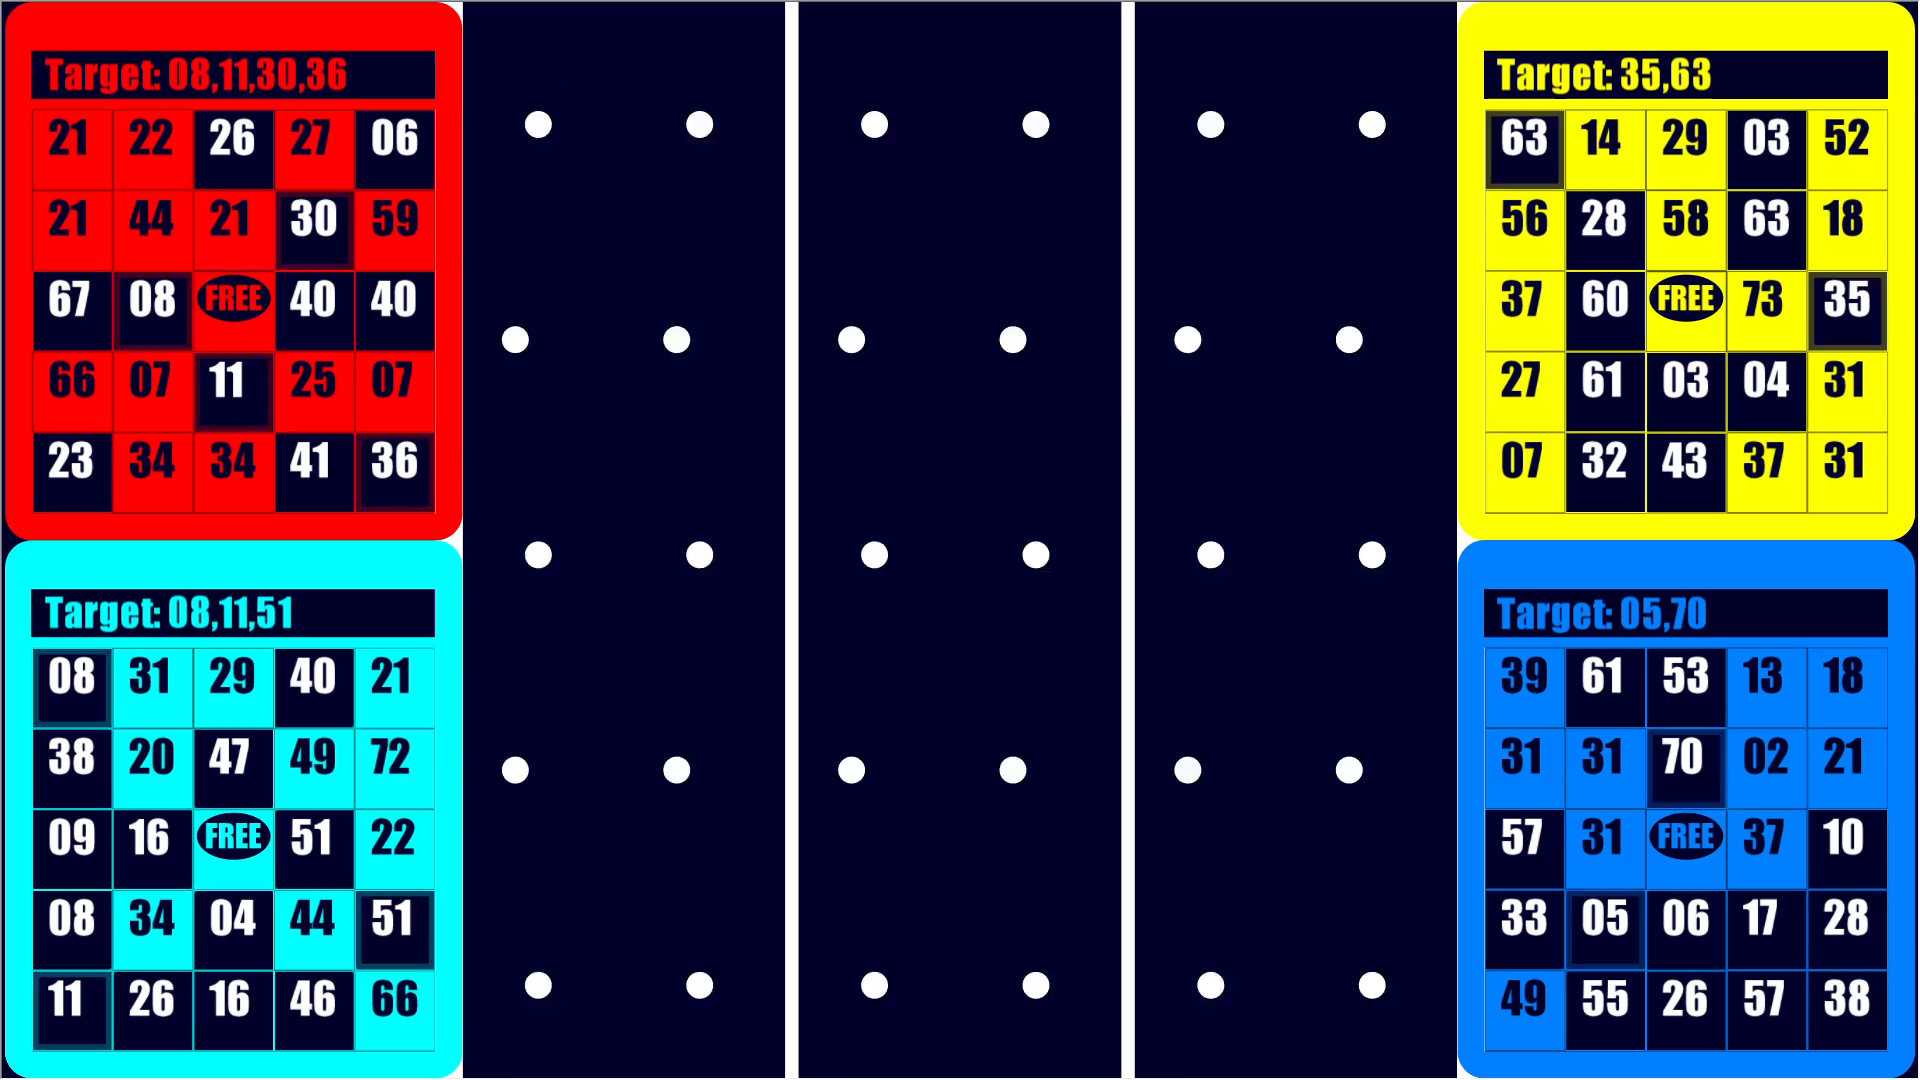 Target: 08,11,30,36
21 22 26 27 06
21 44 21 30 59
67 08 FREE 40 40
66 07 11 25 07
23 34 34 41 36
Target: 35,63
63 14 29 03 52
56 28 58 63 18
37 60 FREE 73 35
27 61 03 04 31
07 32 43 37 31
Target: 08,11,51
08 31 29 40 21
38 20 47 49 72
09 16 FREE 51 22
08 34 04 44 51
11 26 16 46 66
Target: 05,70
39 61 53 13 18
31 31 70 02 21
57 31 FREE 37 10
33 05 06 17 28
49 55 26 57 38